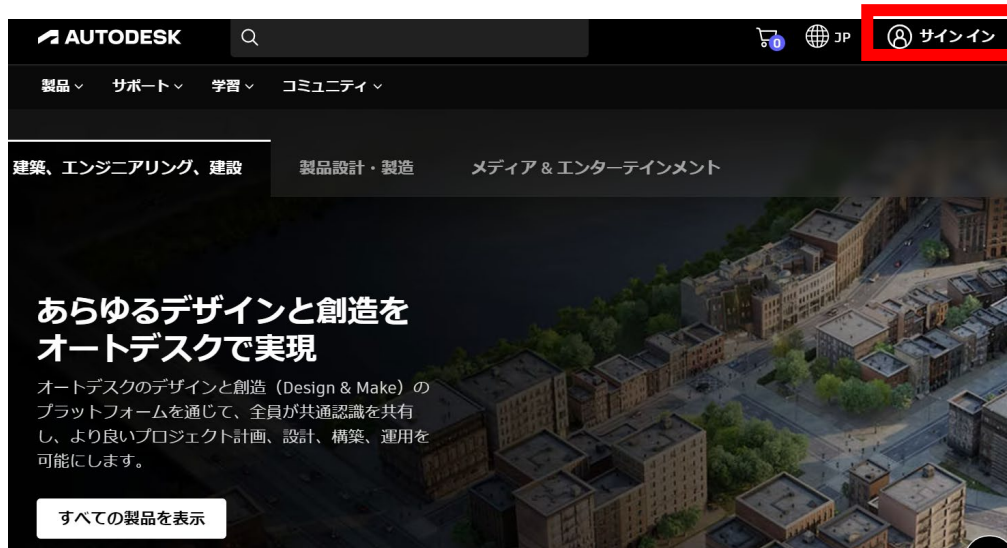 AUTODESK
0
JP
サインイン
製品
サポート
学習
コミュニティ
建築、エンジニアリング、建設
製品設計・製造
メディア & エンターテインメント
あらゆるデザインと創造を
オートデスクで実現
オートデスクのデザインと創造（Design & Make）の
プラットフォームを通じて、全員が共通認識を共有
し、より良いプロジェクト計画、設計、構築、運用を
可能にします。
すべての製品を表示